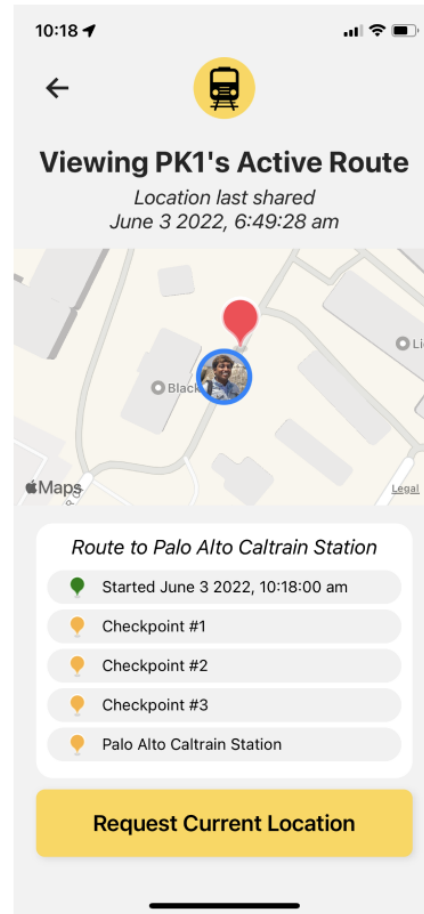 10:18
Viewing PK1's Active Route
Location last shared
June 3 2022, 6:49:28 am
Li
Black
Maps
Legal
Route to Palo Alto Caltrain Station
Started June 3 2022, 10:18:00 am
Checkpoint #1
Checkpoint #2
Checkpoint #3
Palo Alto Caltrain Station
Request Current Location